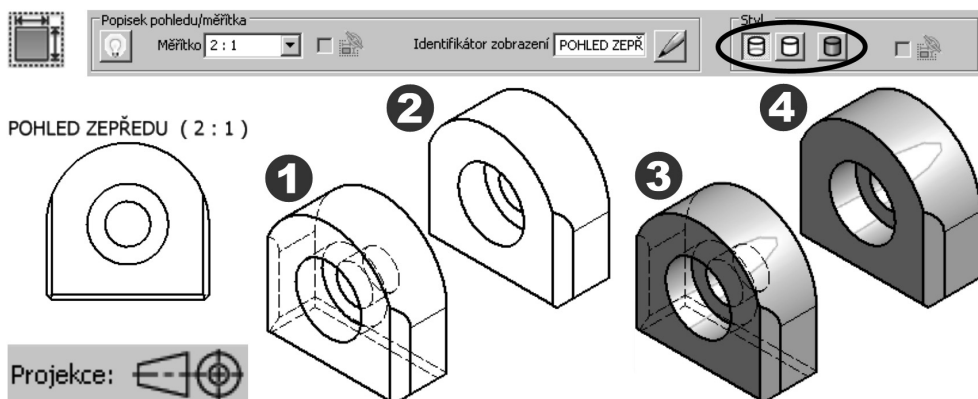 Popisek pohledu/měřítka
Styl
Měřítko 2 : 1 Identifikátor zobrazení POHLED ZEPŘ
POHLED ZEPŘEDU ( 2 : 1 )
1 2 3 4
Projekce: